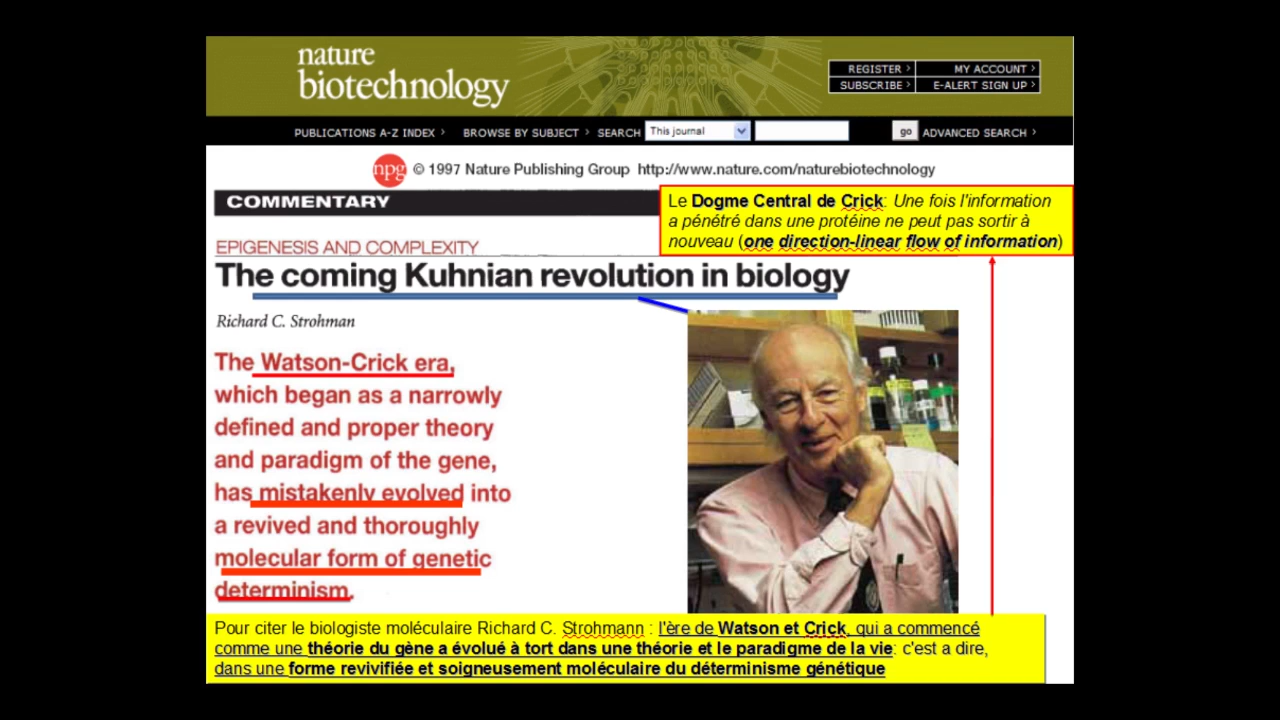 nature
biotechnology
REGISTER ›
MY ACCOUNT ›
SUBSCRIBE ›
E-ALERT SIGN UP ›
PUBLICATIONS A-Z INDEX › BROWSE BY SUBJECT › SEARCH This journal go ADVANCED SEARCH ›
npg © 1997 Nature Publishing Group http://www.nature.com/naturebiotechnology
COMMENTARY
Le Dogme Central de Crick: Une fois l'information
a pénétré dans une protéine ne peut pas sortir à
nouveau (one direction-linear flow of information)
EPIGENESIS AND COMPLEXITY
The coming Kuhnian revolution in biology
Richard C. Strohman
The Watson-Crick era,
which began as a narrowly
defined and proper theory
and paradigm of the gene,
has mistakenly evolved into
a revived and thoroughly
molecular form of genetic
determinism.
Pour citer le biologiste moléculaire Richard C. Strohmann : l'ère de Watson et Crick, qui a commencé
comme une théorie du gène a évolué à tort dans une théorie et le paradigme de la vie: c'est a dire,
dans une forme revivifiée et soigneusement moléculaire du déterminisme génétique